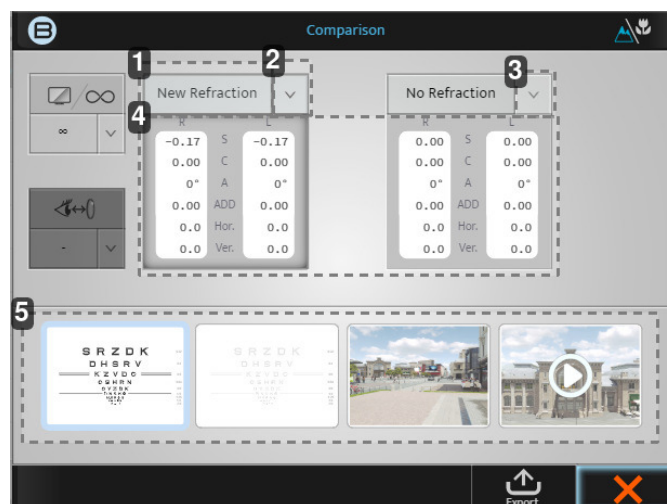 B Comparison
1 2 3
New Refraction No Refraction
∞
∞ 4
R L R L
-0.17 S -0.17 0.00 S 0.00
0.00 C 0.00 0.00 C 0.00
0° A 0° 0° A 0°
0.00 ADD 0.00 0.00 ADD 0.00
0.0 Hor. 0.0 0.0 Hor. 0.0
- 0.0 Ver. 0.0 0.0 Ver. 0.0
5
S R Z D K S R Z D K
D H S R V D H S R V
K Z V D C K Z V D C
Export